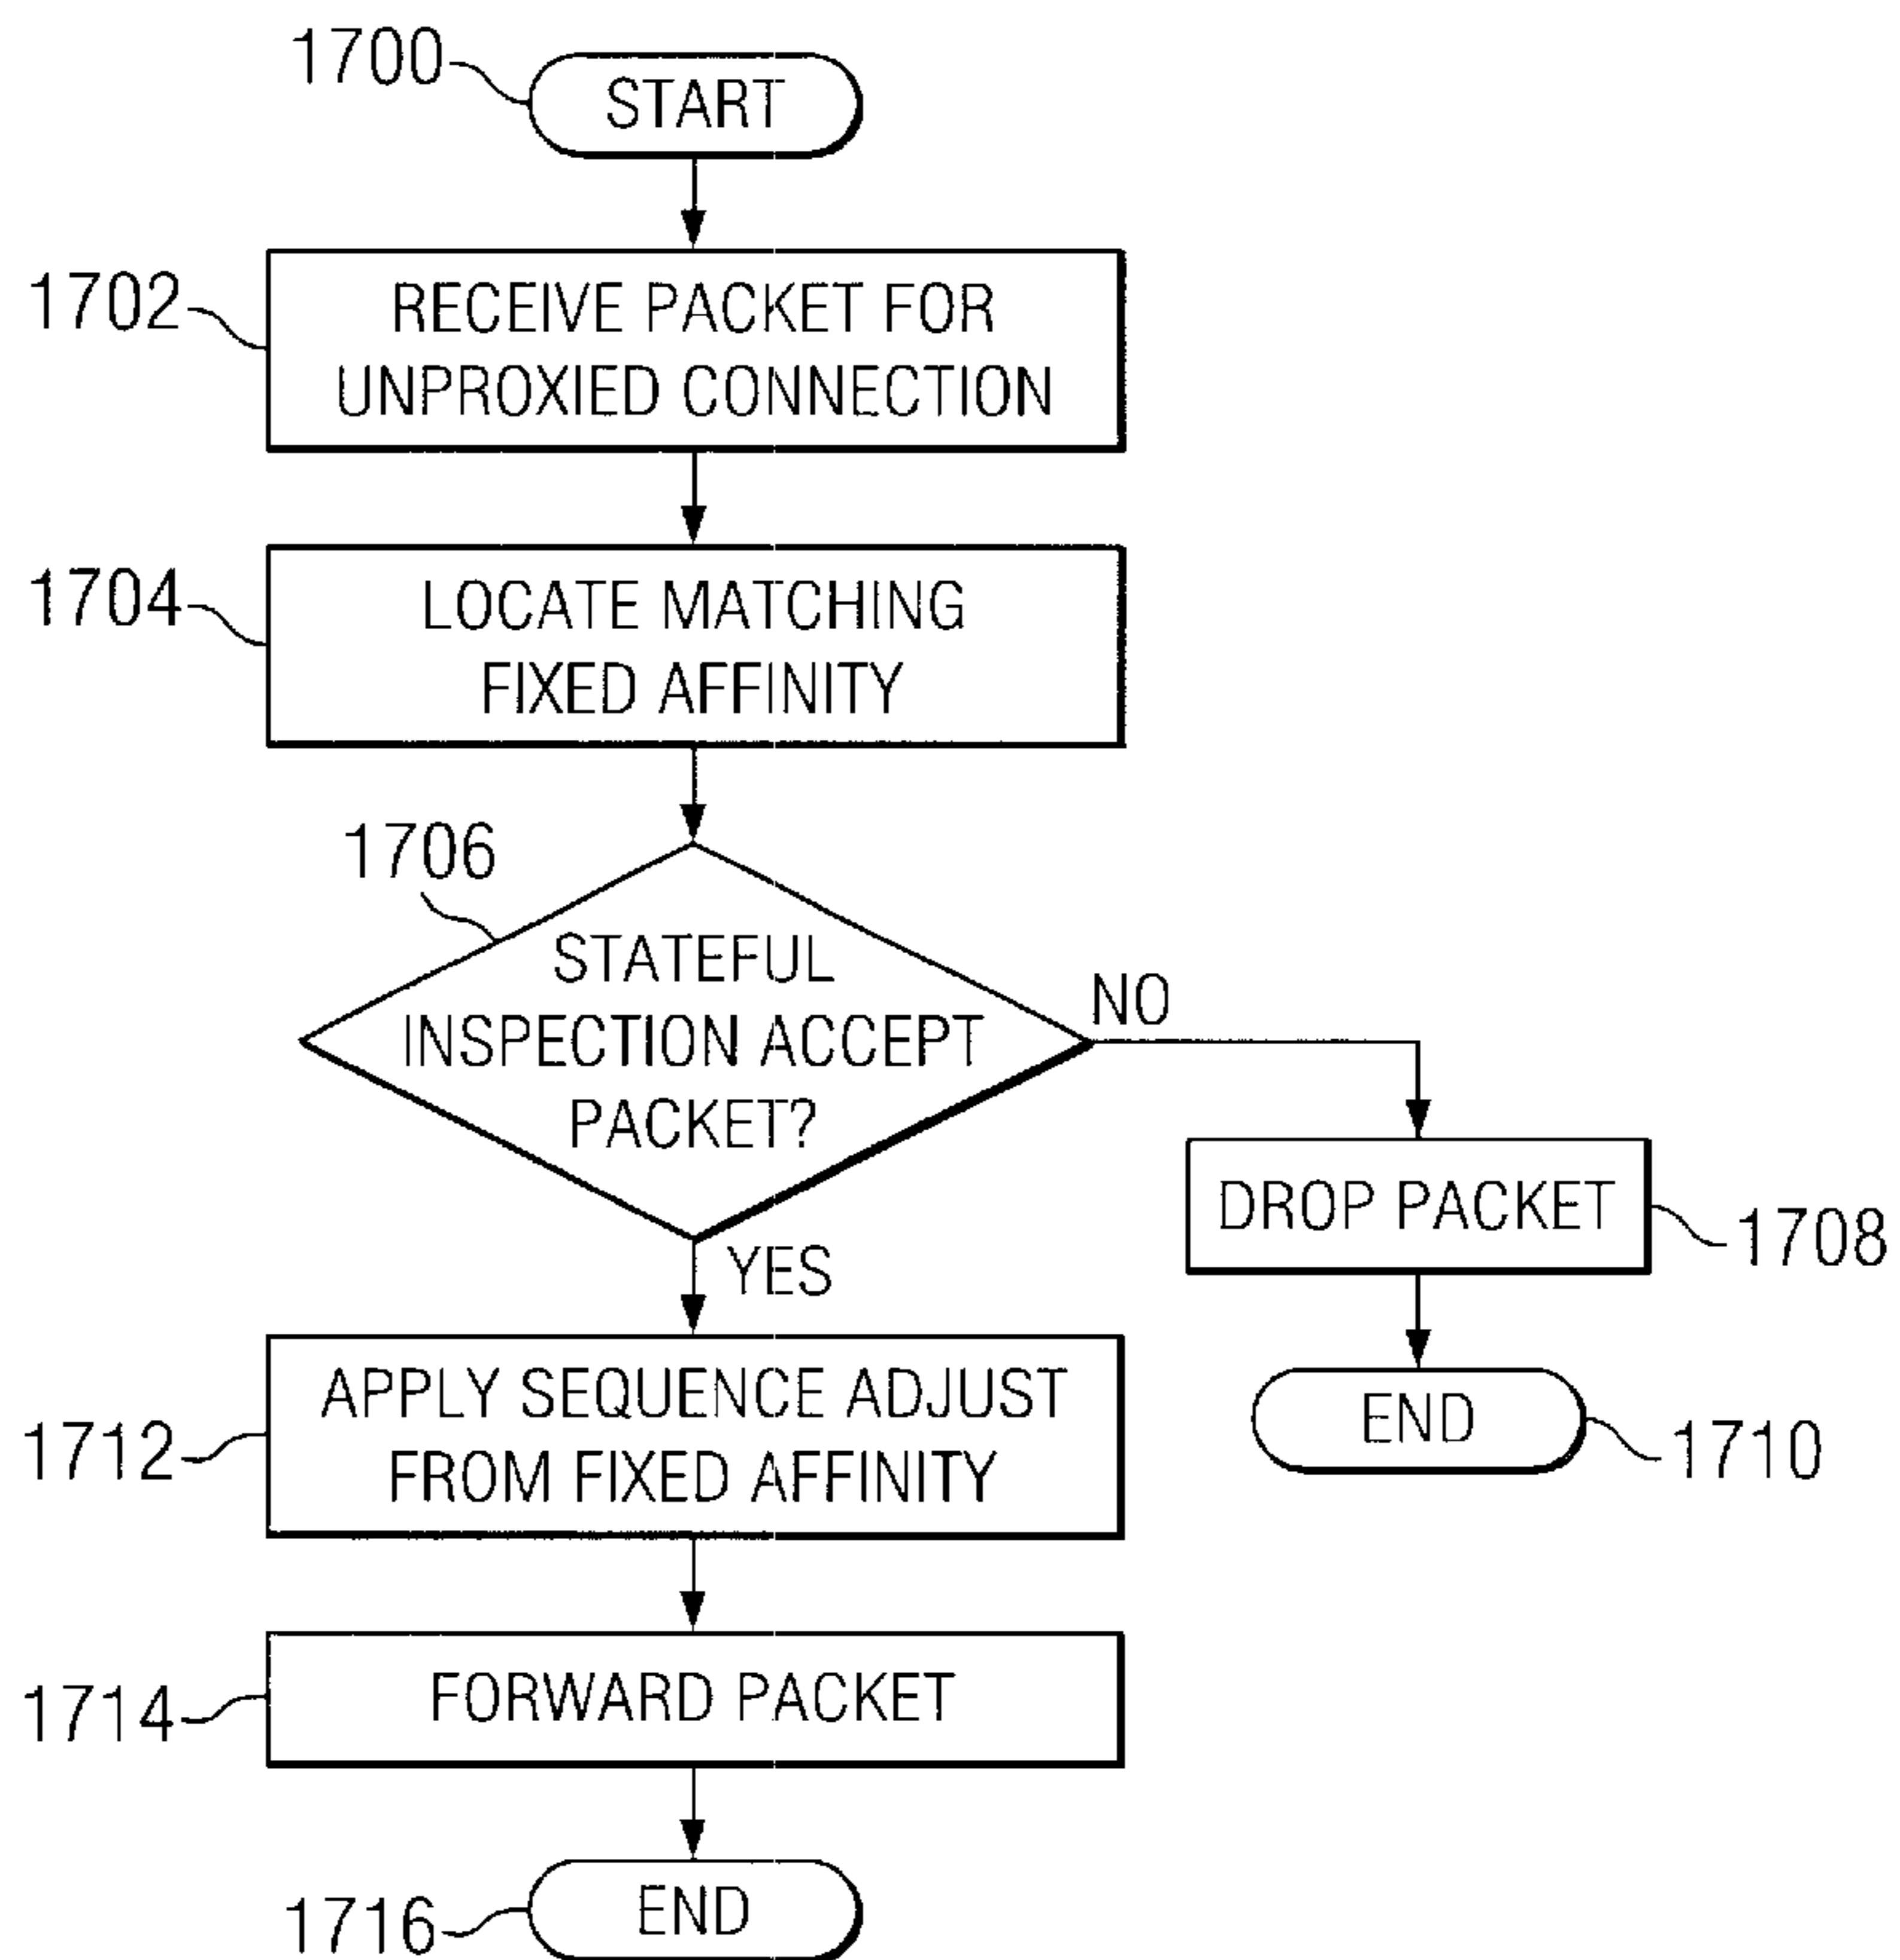 1700
START
1702
RECEIVE PACKET FOR
UNPROXIED CONNECTION
1704
LOCATE MATCHING
FIXED AFFINITY
1706
STATEFUL
INSPECTION ACCEPT
PACKET?
NO
DROP PACKET
1708
END
1710
YES
1712
APPLY SEQUENCE ADJUST
FROM FIXED AFFINITY
1714
FORWARD PACKET
1716
END